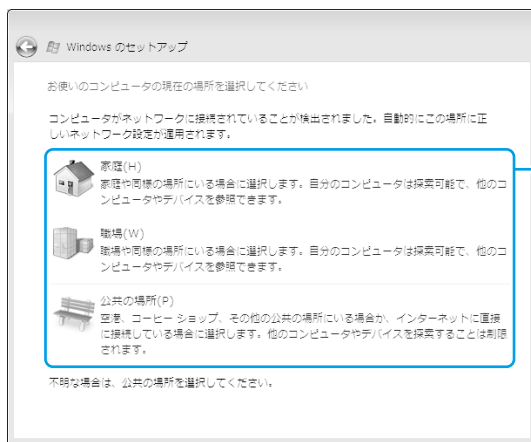 Windows のセットアップ
お使いのコンピュータの現在の場所を選択してください
コンピュータがネットワークに接続されていることが検出されました。自動的にこの場所に正
しいネットワーク設定が適用されます。
家庭(H)
家庭や同様の場所にいる場合に選択します。自分のコンピュータは探索可能で、他のコ
ンピュータやデバイスを参照できます。
職場(W)
職場や同様の場所にいる場合に選択します。自分のコンピュータは探索可能で、他のコ
ンピュータやデバイスを参照できます。
公共の場所(P)
空港、コーヒー ショップ、その他の公共の場所にいる場合か、インターネットに直接
に接続している場合に選択します。他のコンピュータやデバイスを探索することは制限
されます。
不明な場合は、公共の場所を選択してください。